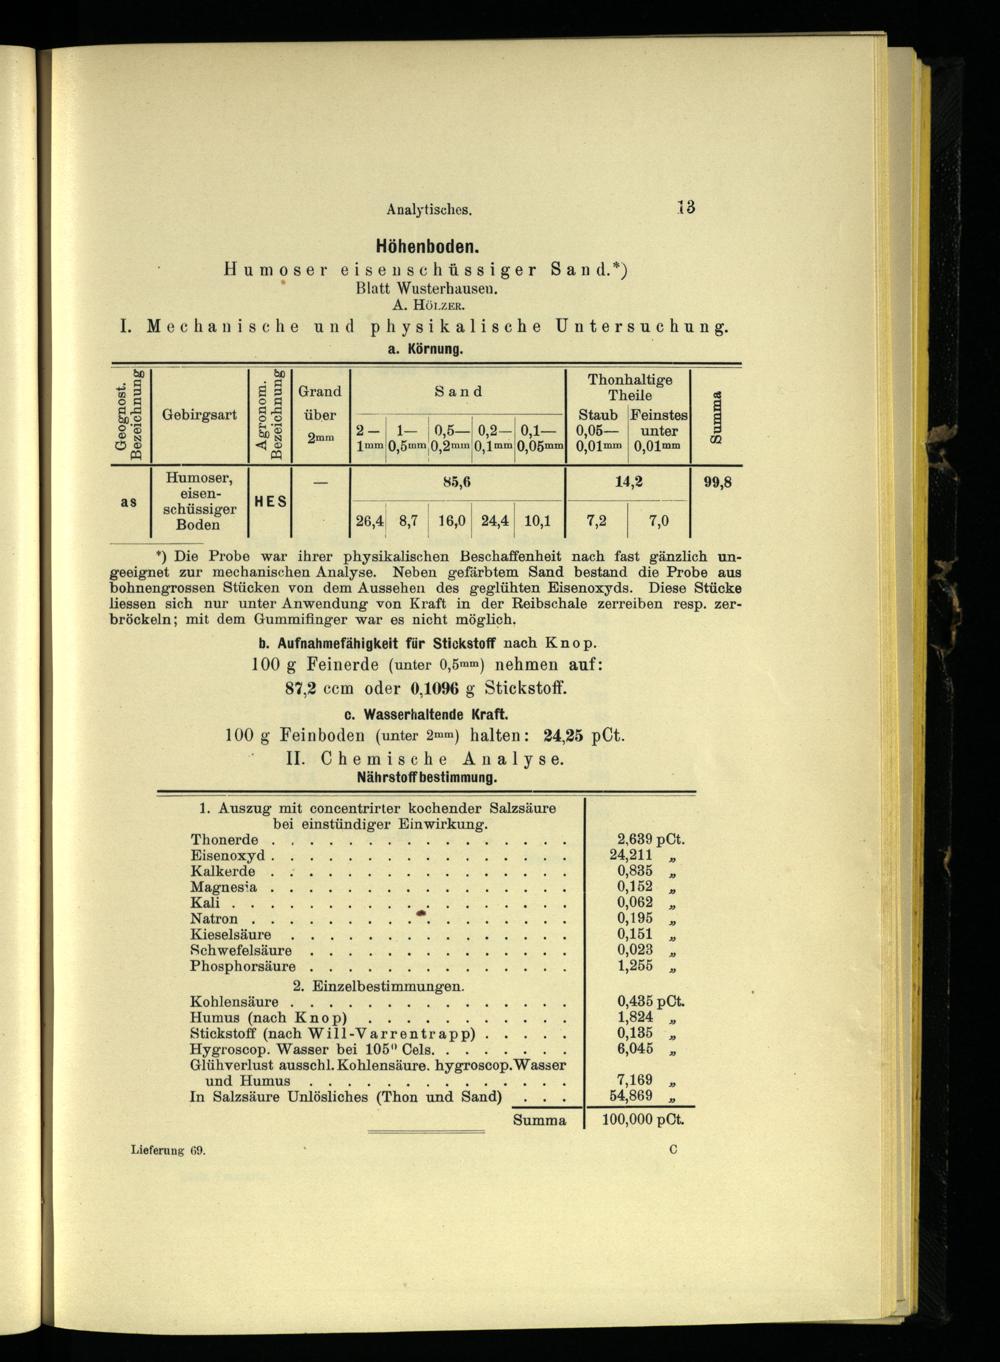 Analytisches. 13
Höhenboden.
Humoser eisenschüssiger Sand.*)
Blatt Wusterhausen.
A. HÖLZER.
I. Mechanische und physikalische Untersuchung.
a. Körnung.
Geognost. Bezeichnung | Gebirgsart | Agronom. Bezeichnung | Grand über 2mm | Sand | Thonhaltige Theile | Summa
2— 1mm | 1— 0,5mm | 0,5— 0,2mm | 0,2— 0,1mm | 0,1— 0,05mm | Staub 0,05— 0,01mm | Feinstes unter 0,01mm
as | Humoser, eisen-schüssiger Boden | HES | — | 85,6 | 14,2 | 99,8
26,4 | 8,7 | 16,0 | 24,4 | 10,1 | 7,2 | 7,0
*) Die Probe war ihrer physikalischen Beschaffenheit nach fast gänzlich un-
geeignet zur mechanischen Analyse. Neben gefärbtem Sand bestand die Probe aus
bohnengrossen Stücken von dem Aussehen des geglühten Eisenoxyds. Diese Stücke
liessen sich nur unter Anwendung von Kraft in der Reibschale zerreiben resp. zer-
bröckeln; mit dem Gummifinger war es nicht möglich.
b. Aufnahmefähigkeit für Stickstoff nach Knop.
100 g Feinerde (unter 0,5mm) nehmen auf:
87,2 ccm oder 0,1096 g Stickstoff.
c. Wasserhaltende Kraft.
100 g Feinboden (unter 2mm) halten: 24,25 pCt.
II. Chemische Analyse.
Nährstoffbestimmung.
1. Auszug mit concentrirter kochender Salzsäure
bei einstündiger Einwirkung.
Thonerde . . . . . . . . . . . . . . . . 2,639 pCt.
Eisenoxyd . . . . . . . . . . . . . . . . 24,211 „
Kalkerde . . . . . . . . . . . . . . . . 0,835 „
Magnesia . . . . . . . . . . . . . . . . 0,152 „
Kali . . . . . . . . . . . . . . . . . . 0,062 „
Natron . . . . . . . . . . . . . . . . . 0,195 „
Kieselsäure . . . . . . . . . . . . . . . 0,151 „
Schwefelsäure . . . . . . . . . . . . . . 0,023 „
Phosphorsäure . . . . . . . . . . . . . . 1,255 „
2. Einzelbestimmungen.
Kohlensäure . . . . . . . . . . . . . . . 0,435 pCt.
Humus (nach Knop) . . . . . . . . . . . 1,824 „
Stickstoff (nach Will-Varrentrapp) . . . . . 0,135 „
Hygroscop. Wasser bei 105° Cels. . . . . . . . 6,045 „
Glühverlust ausschl. Kohlensäure. hygroscop. Wasser
und Humus . . . . . . . . . . . . . . 7,169 „
In Salzsäure Unlösliches (Thon und Sand) . . . 54,869 „
Summa 100,000 pCt.
Lieferung 69. C